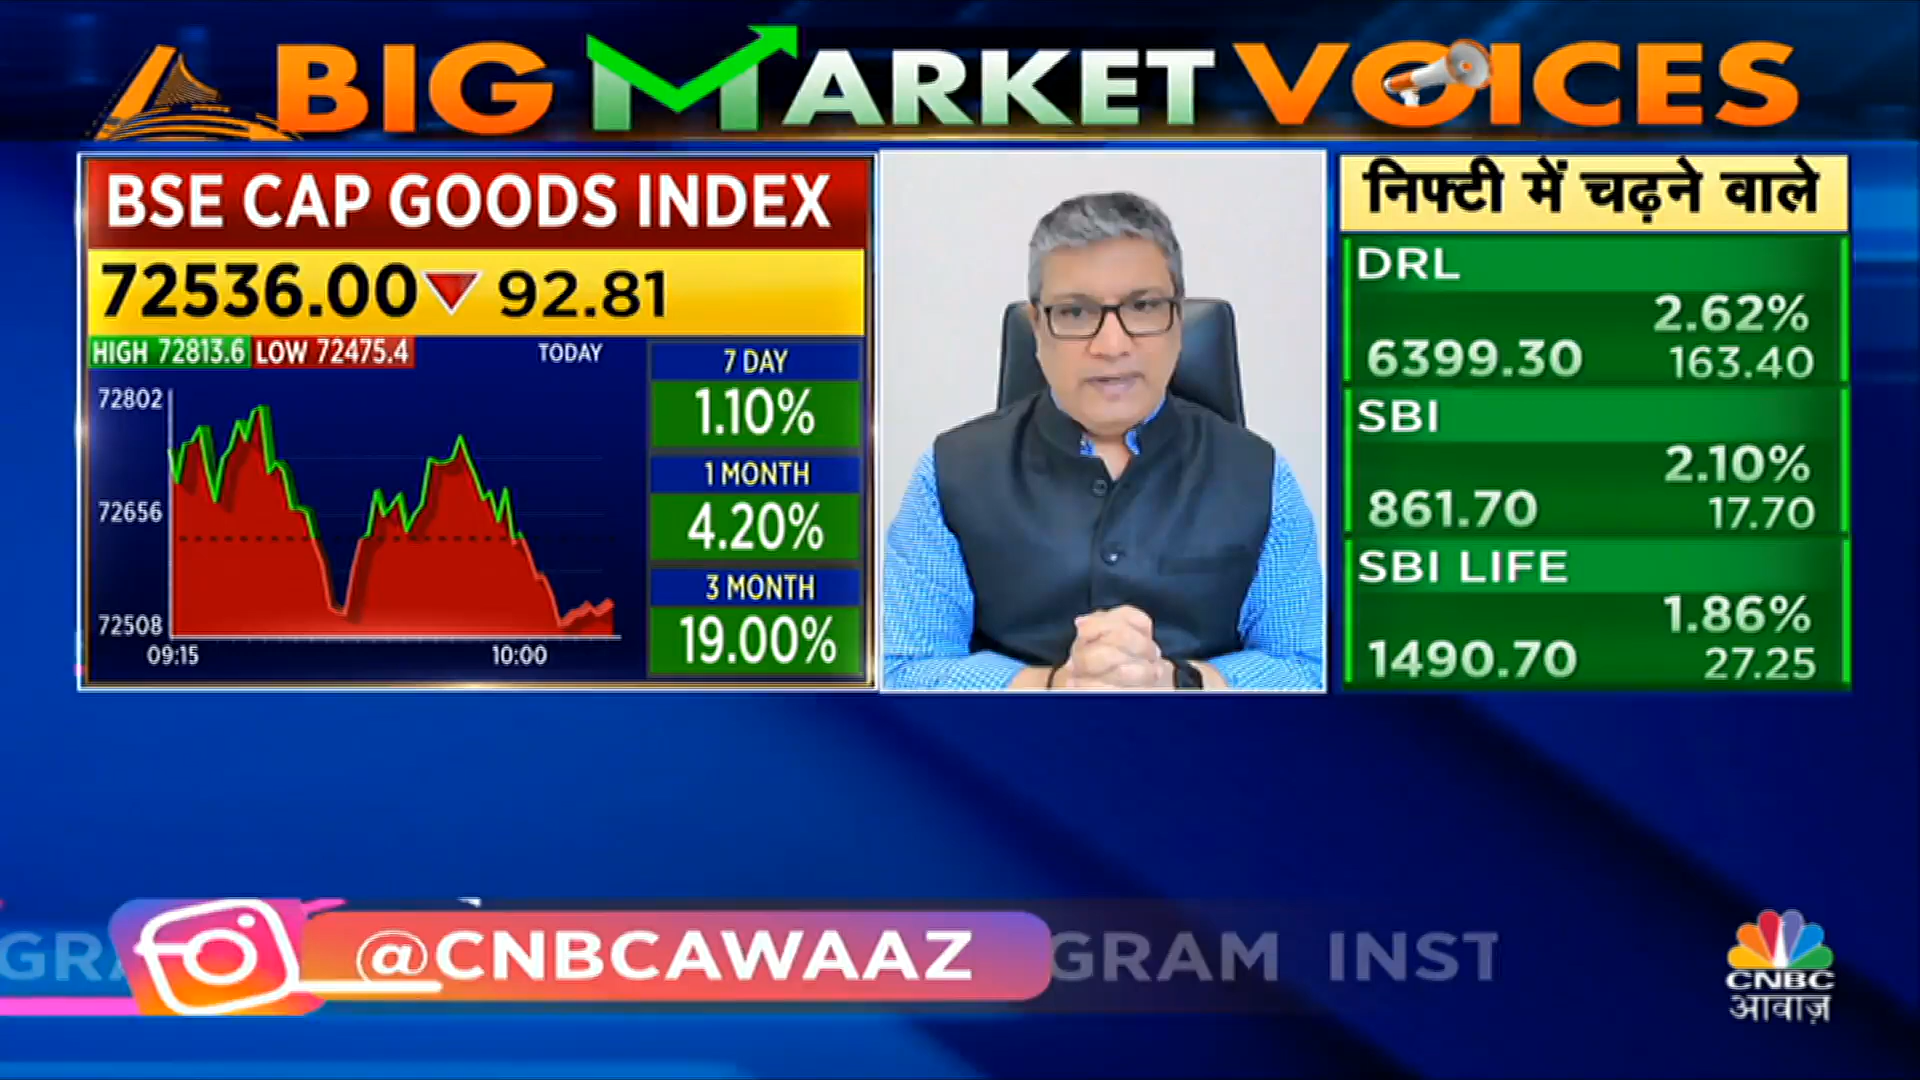 BIG MARKET VOICES
BSE CAP GOODS INDEX
72536.00 92.81
HIGH 72813.6 LOW 72475.4 TODAY
72802
72656
72508
09:15 10:00
7 DAY
1.10%
1 MONTH
4.20%
3 MONTH
19.00%
निफ्टी में चढ़ने वाले
DRL
2.62%
6399.30 163.40
SBI
2.10%
861.70 17.70
SBI LIFE
1.86%
1490.70 27.25
GRA @CNBCAWAAZ GRAM INST
CNBC
आवाज़